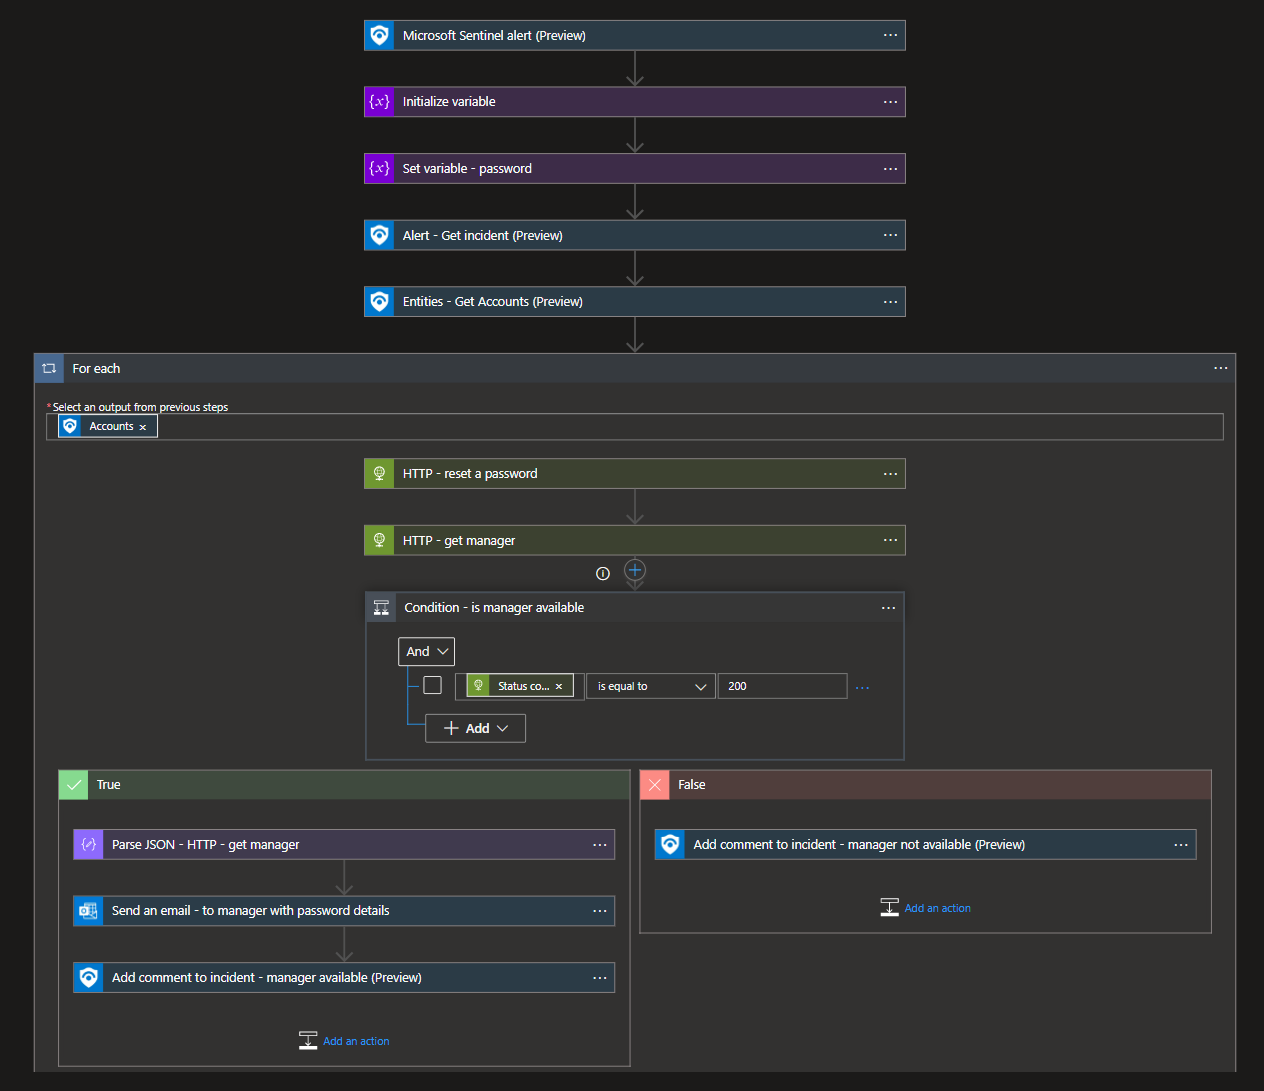 Microsoft Sentinel alert (Preview)
{x} Initialize variable
{x} Set variable - password
Alert - Get incident (Preview)
Entities - Get Accounts (Preview)
For each
*Select an output from previous steps
Accounts ×
HTTP - reset a password
HTTP - get manager
Condition - is manager available
And
Status co... × is equal to 200
+ Add
True
False
Parse JSON - HTTP - get manager
Add comment to incident - manager not available (Preview)
Send an email - to manager with password details
Add an action
Add comment to incident - manager available (Preview)
Add an action